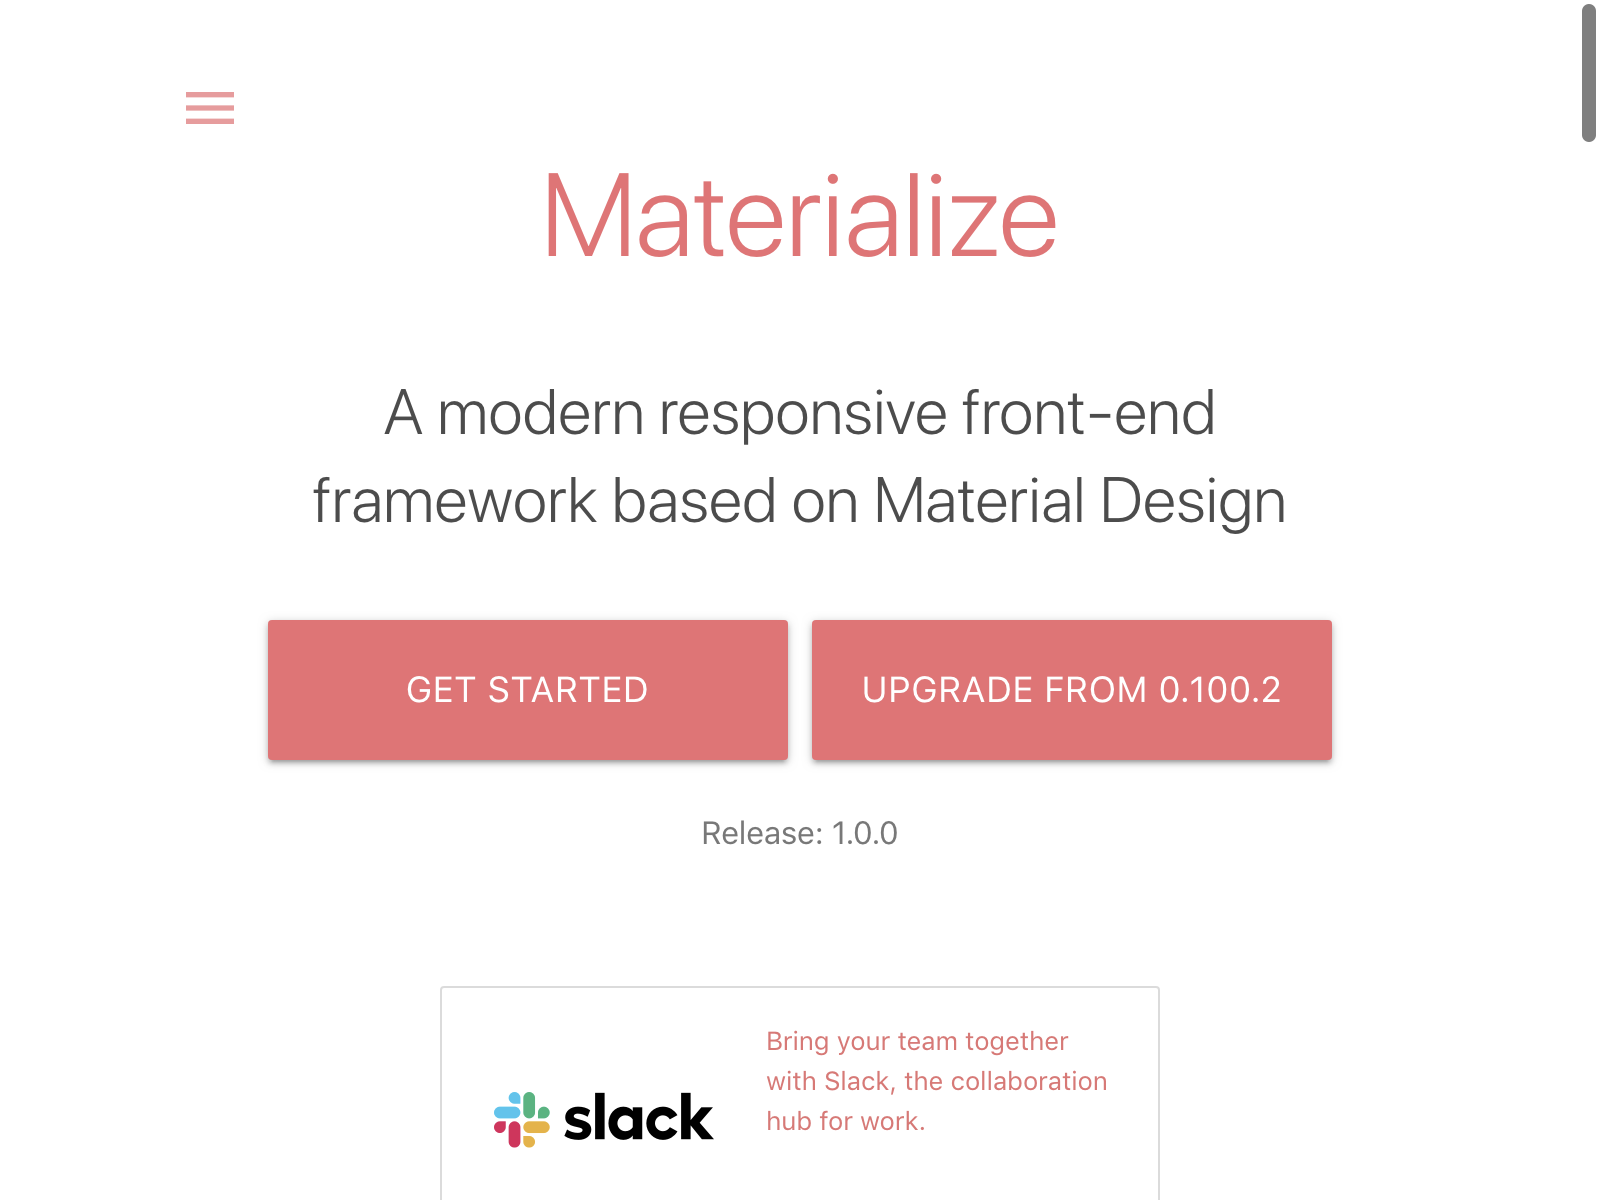 Materialize
A modern responsive front-end
framework based on Material Design
GET STARTED
UPGRADE FROM 0.100.2
Release: 1.0.0
slack
Bring your team together
with Slack, the collaboration
hub for work.